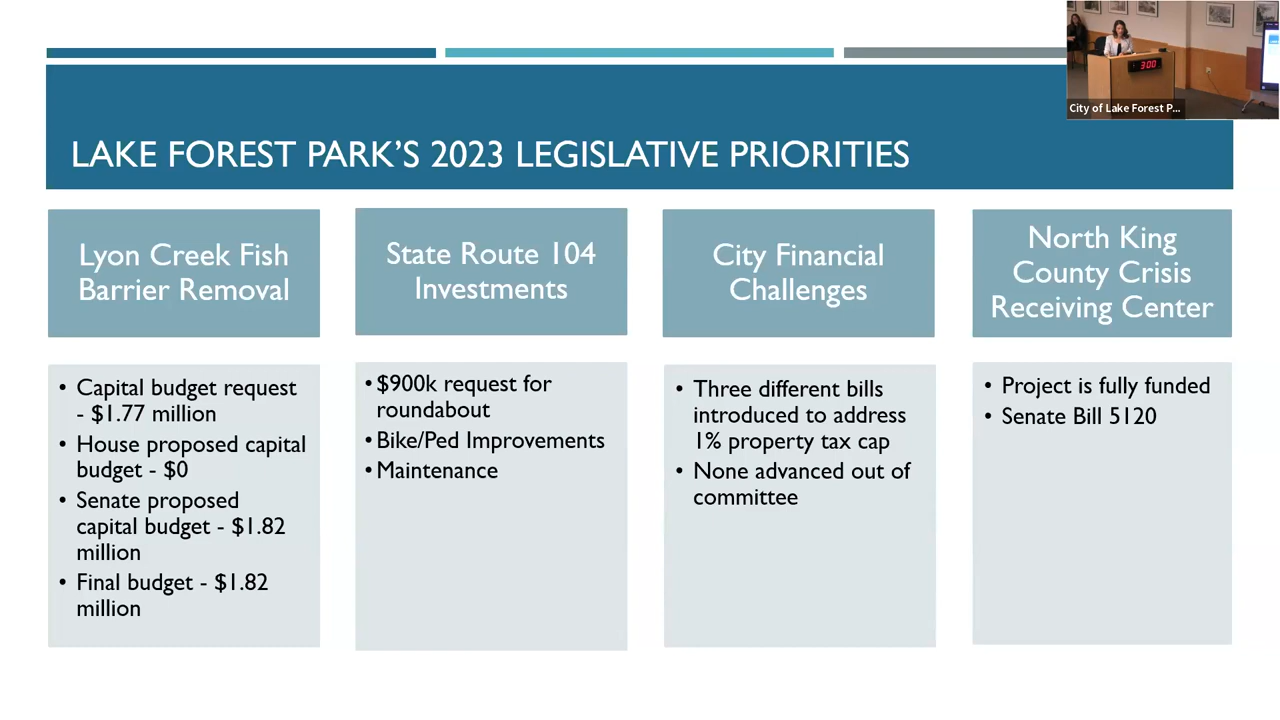 City of Lake Forest P...
3:00
LAKE FOREST PARK'S 2023 LEGISLATIVE PRIORITIES
Lyon Creek Fish
Barrier Removal
• Capital budget request
- $1.77 million
• House proposed capital
budget - $0
• Senate proposed
capital budget - $1.82
million
• Final budget - $1.82
million
State Route 104
Investments
• $900k request for
roundabout
• Bike/Ped Improvements
• Maintenance
City Financial
Challenges
• Three different bills
introduced to address
1% property tax cap
• None advanced out of
committee
North King
County Crisis
Receiving Center
• Project is fully funded
• Senate Bill 5120